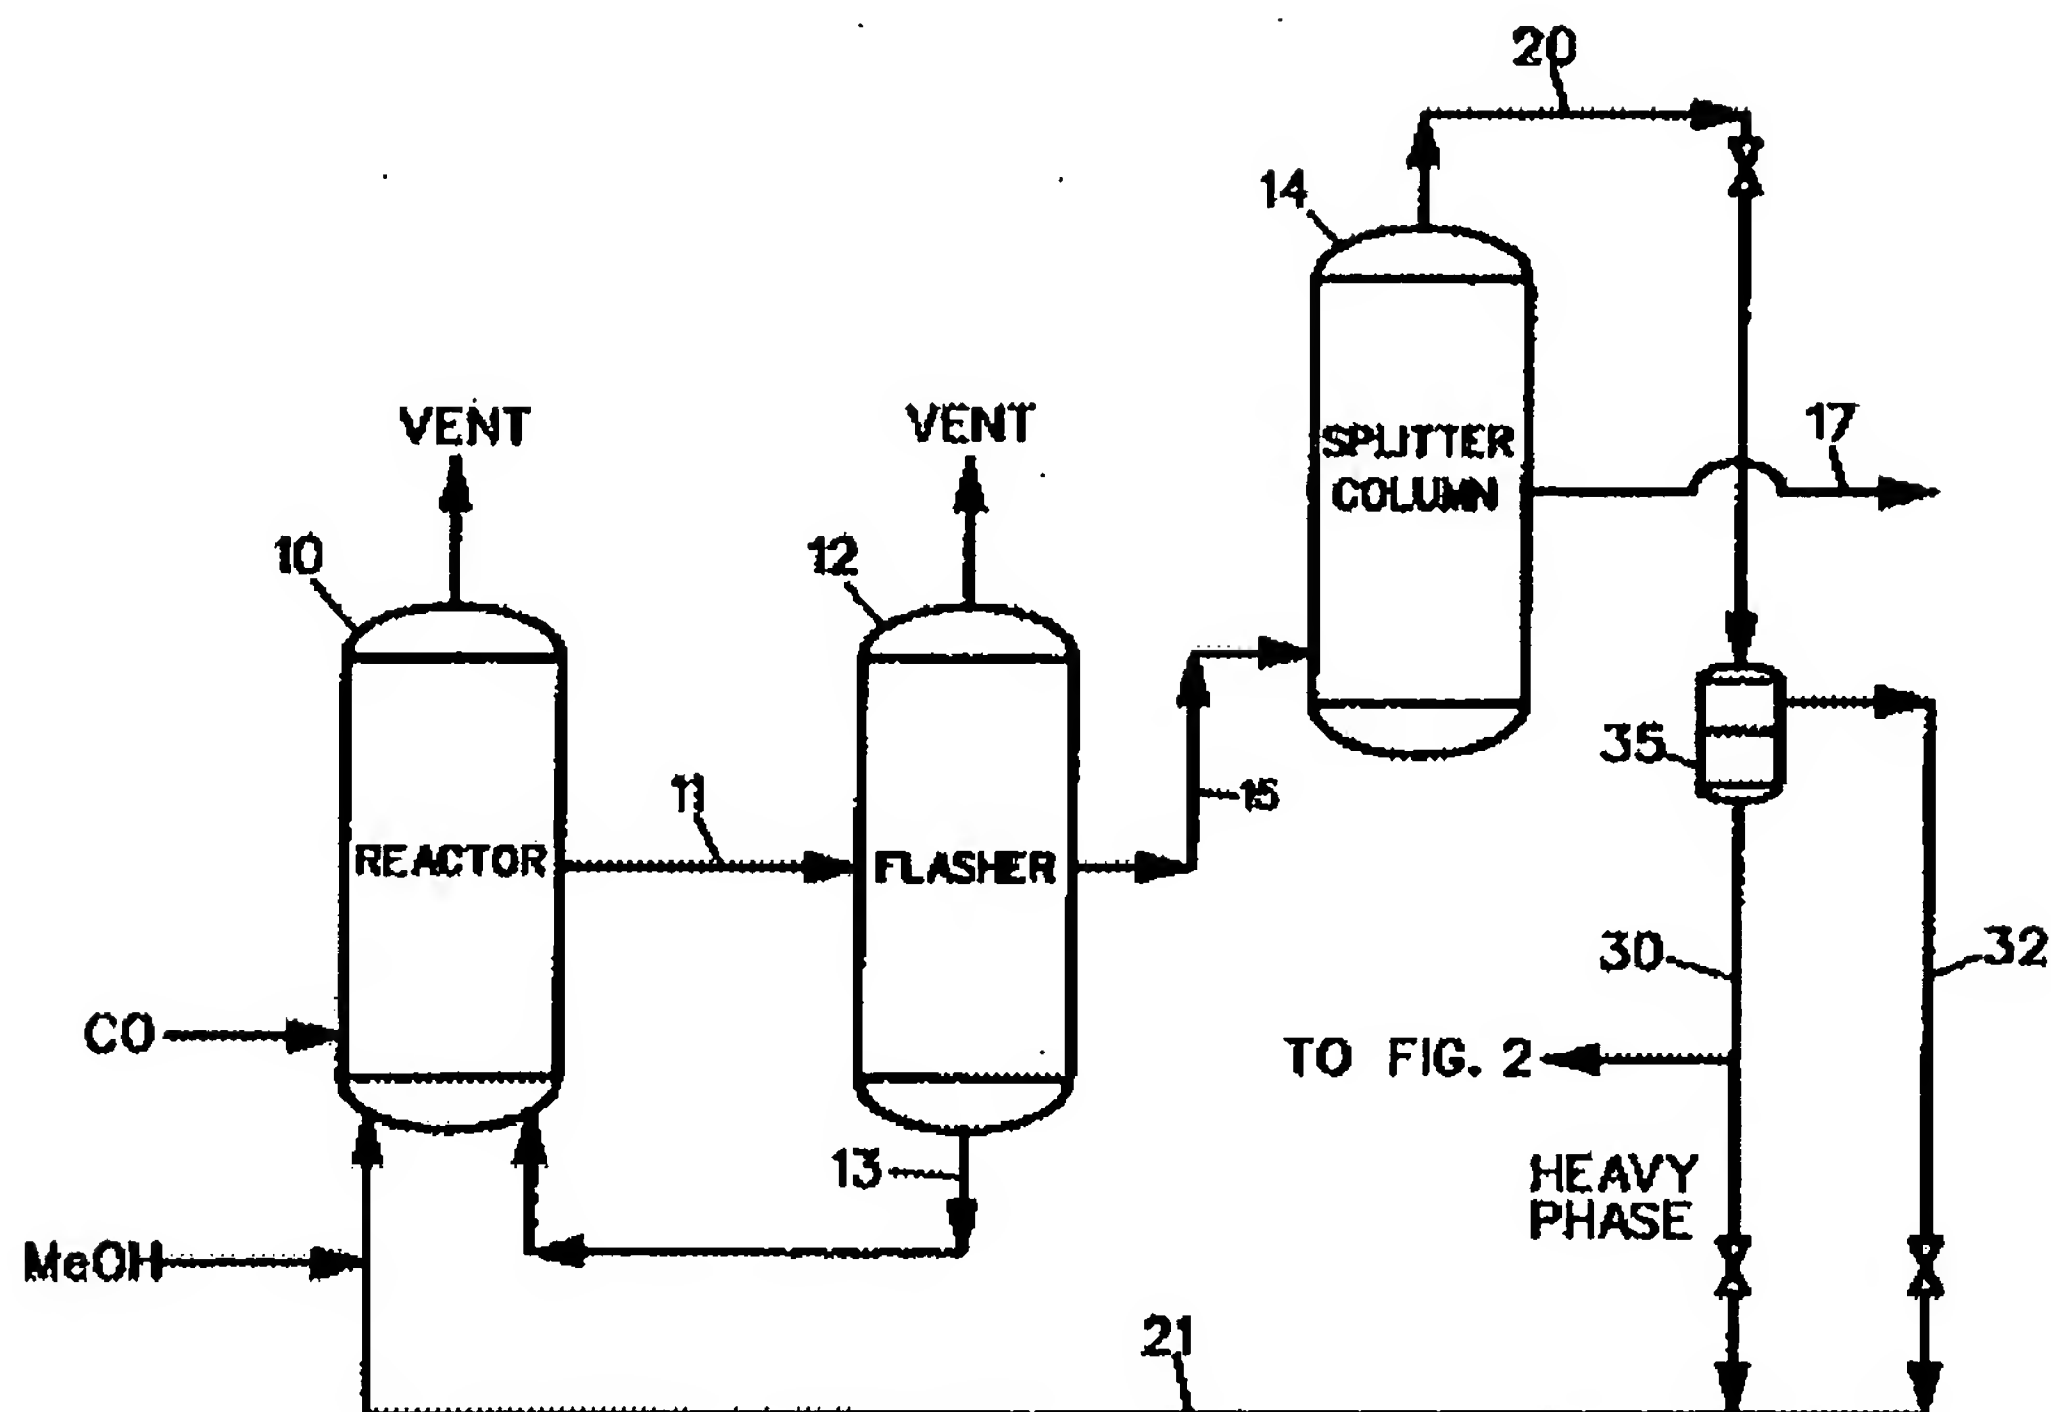 20
14
VENT
VENT
SPLITTER
COLUMN
17
10
12
35
11
15
REACTOR
FLASHER
30
32
CO
TO FIG. 2
13
HEAVY
PHASE
MeOH
21